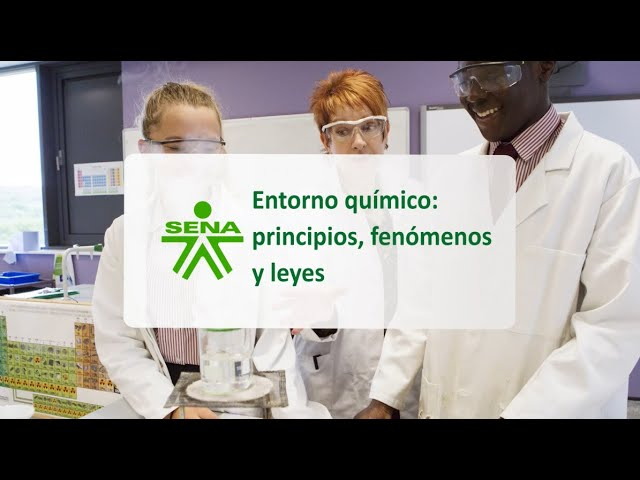 SENA
Entorno químico:
principios, fenómenos
y leyes